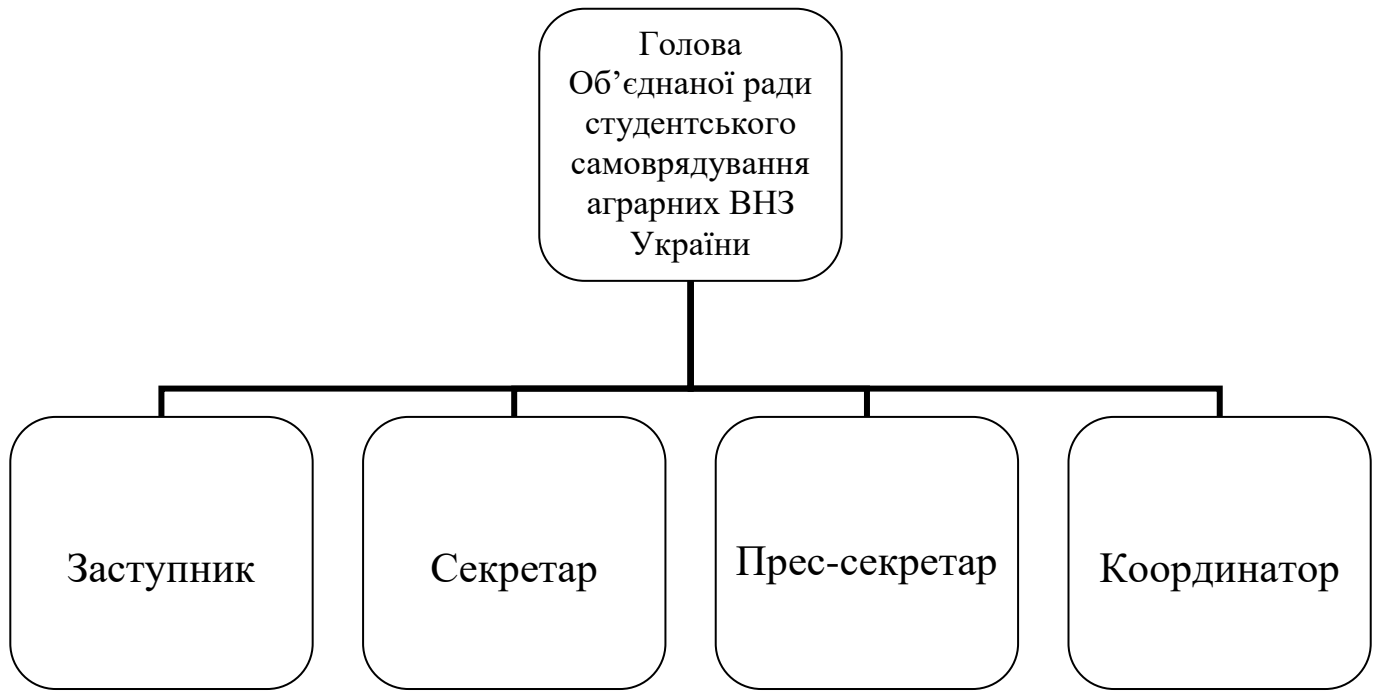 Голова
Об’єднаної ради
студентського
самоврядування
аграрних ВНЗ
України
Заступник
Секретар
Прес-секретар
Координатор